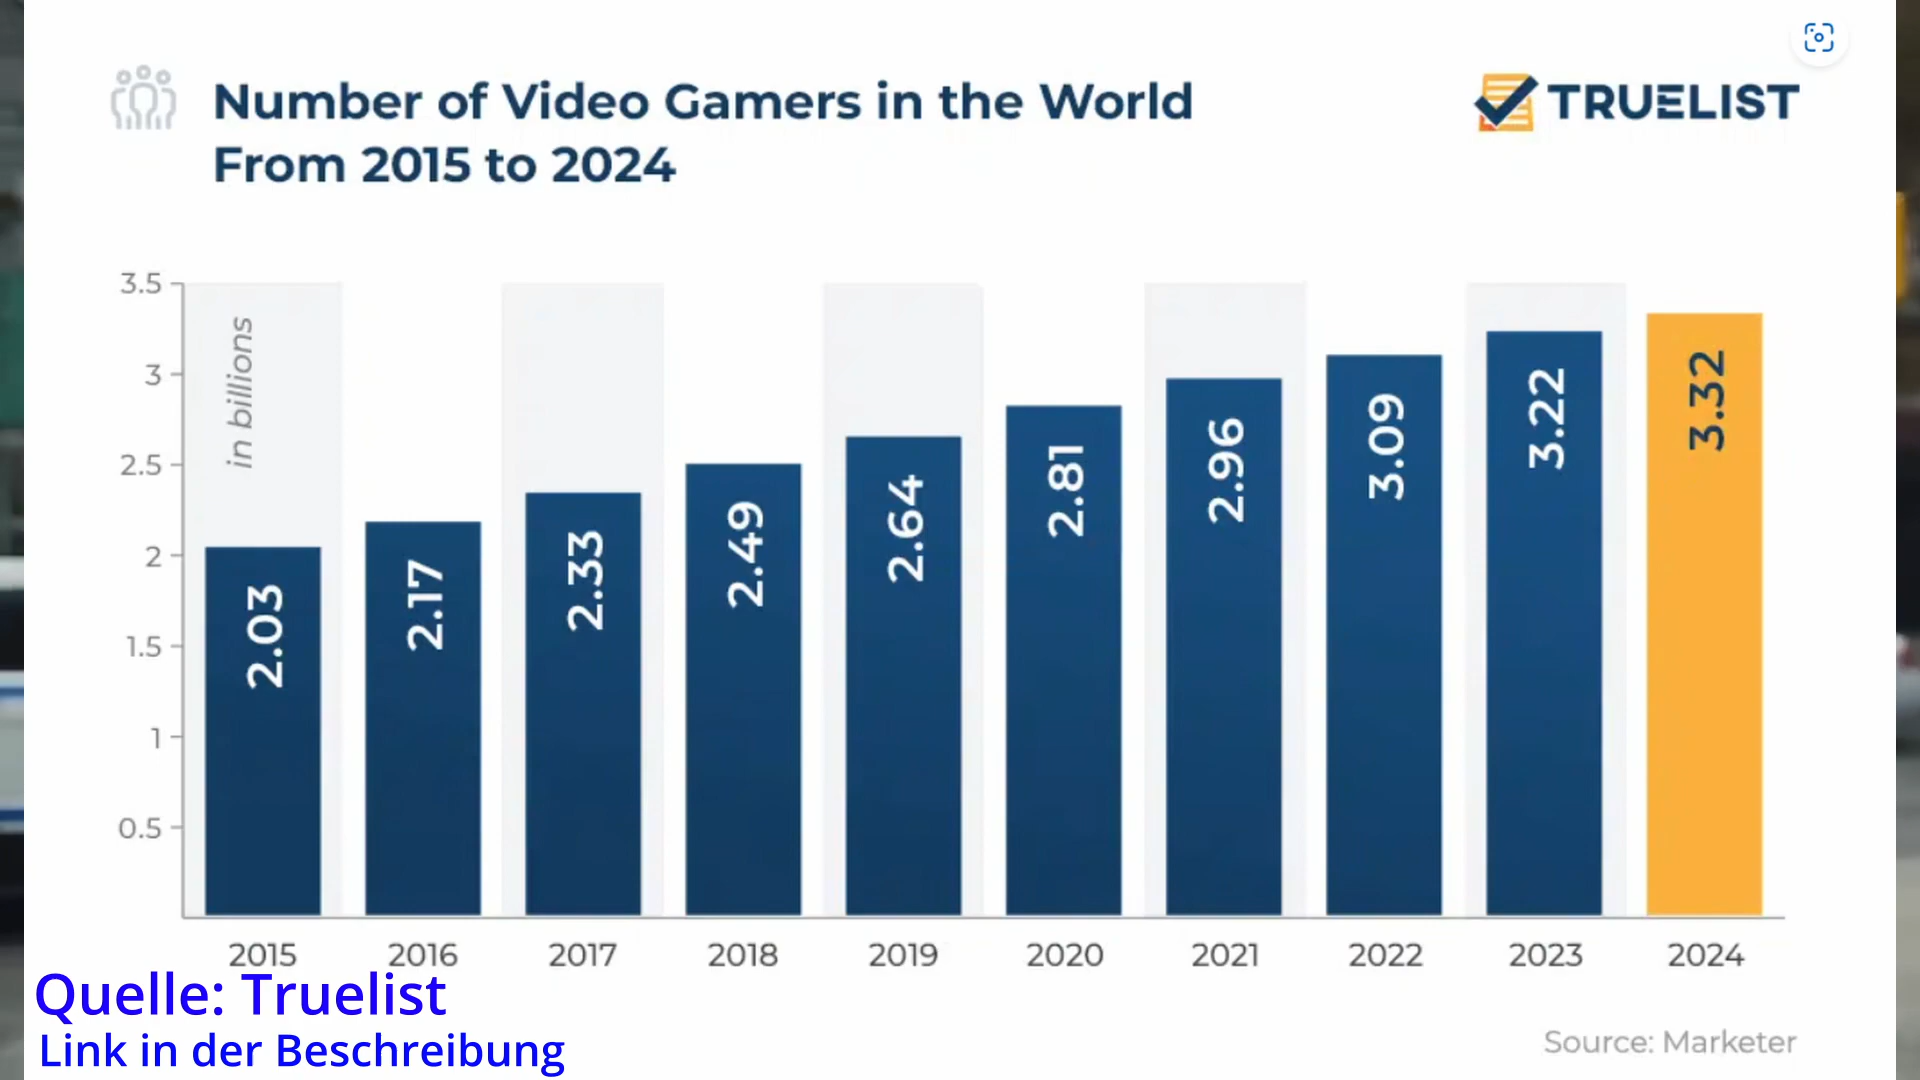 Number of Video Gamers in the World
From 2015 to 2024
TRUELIST
3.5
3
2.5
2
1.5
1
0.5
in billions
2.03
2.17
2.33
2.49
2.64
2.81
2.96
3.09
3.22
3.32
2015 2016 2017 2018 2019 2020 2021 2022 2023 2024
Quelle: Truelist
Link in der Beschreibung
Source: Marketer